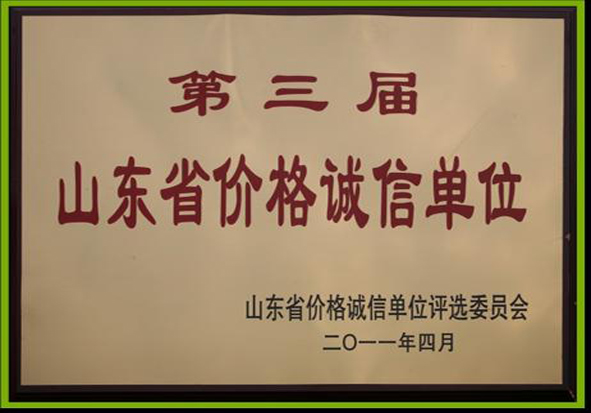 第三届
山东省价格诚信单位
山东省价格诚信单位评选委员会
二〇一一年四月